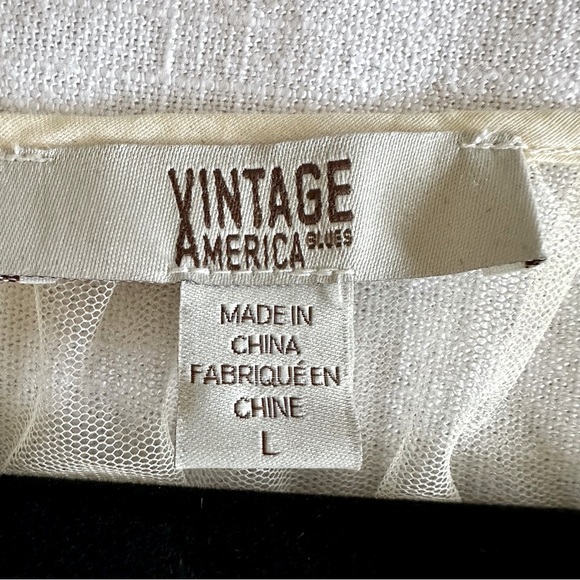 VINTAGE
AMERICA BLUES
MADE IN
CHINA
FABRIQUÉ EN
CHINE
L